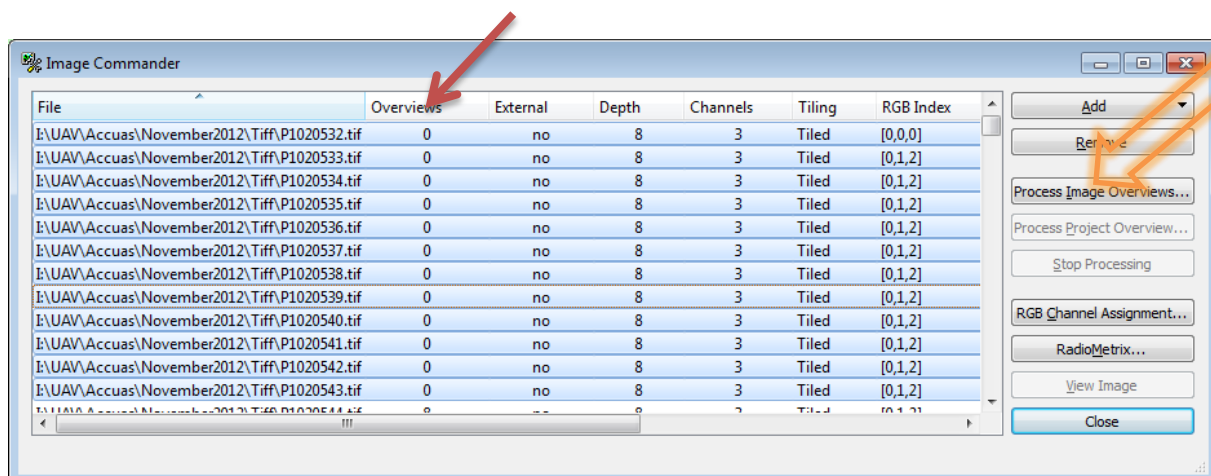 Image Commander
File Overviews External Depth Channels Tiling RGB Index
I:\UAV\Accuas\November2012\Tiff\P1020532.tif 0 no 8 3 Tiled [0,0,0]
I:\UAV\Accuas\November2012\Tiff\P1020533.tif 0 no 8 3 Tiled [0,1,2]
I:\UAV\Accuas\November2012\Tiff\P1020534.tif 0 no 8 3 Tiled [0,1,2]
I:\UAV\Accuas\November2012\Tiff\P1020535.tif 0 no 8 3 Tiled [0,1,2]
I:\UAV\Accuas\November2012\Tiff\P1020536.tif 0 no 8 3 Tiled [0,1,2]
I:\UAV\Accuas\November2012\Tiff\P1020537.tif 0 no 8 3 Tiled [0,1,2]
I:\UAV\Accuas\November2012\Tiff\P1020538.tif 0 no 8 3 Tiled [0,1,2]
I:\UAV\Accuas\November2012\Tiff\P1020539.tif 0 no 8 3 Tiled [0,1,2]
I:\UAV\Accuas\November2012\Tiff\P1020540.tif 0 no 8 3 Tiled [0,1,2]
I:\UAV\Accuas\November2012\Tiff\P1020541.tif 0 no 8 3 Tiled [0,1,2]
I:\UAV\Accuas\November2012\Tiff\P1020542.tif 0 no 8 3 Tiled [0,1,2]
I:\UAV\Accuas\November2012\Tiff\P1020543.tif 0 no 8 3 Tiled [0,1,2]
Add
Remove
Process Image Overviews...
Process Project Overview...
Stop Processing
RGB Channel Assignment...
RadioMetrix...
View Image
Close